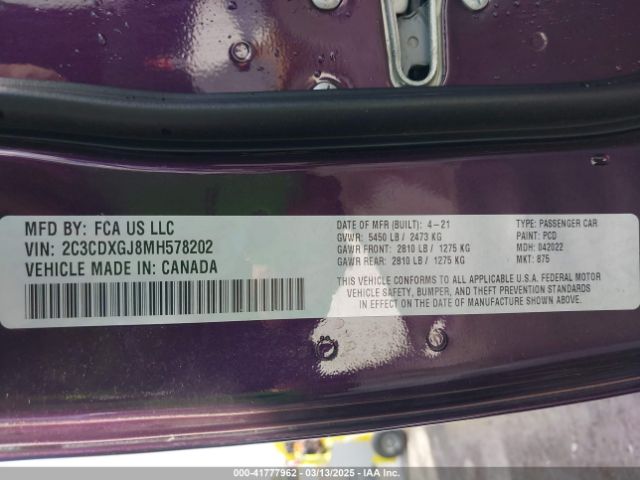 MFD BY: FCA US LLC
VIN: 2C3CDXGJ8MH578202
VEHICLE MADE IN: CANADA
DATE OF MFR (BUILT): 4-21
GVWR: 5450 LB / 2473 KG
GAWR FRONT: 2810 LB / 1275 KG
GAWR REAR: 2810 LB / 1275 KG
TYPE: PASSENGER CAR
PAINT: PCD
MDH: 042022
MKT: 875
THIS VEHICLE CONFORMS TO ALL APPLICABLE U.S.A. FEDERAL MOTOR
VEHICLE SAFETY, BUMPER, AND THEFT PREVENTION STANDARDS
IN EFFECT ON THE DATE OF MANUFACTURE SHOWN ABOVE.
000-41777962 - 03/13/2025 - IAAI.COM